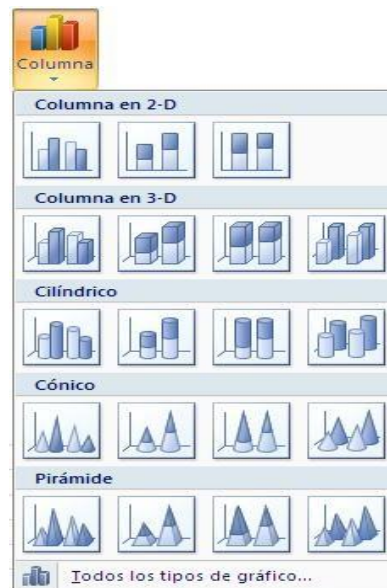 Columna
Columna en 2-D
Columna en 3-D
Cilíndrico
Cónico
Pirámide
Todos los tipos de gráfico...